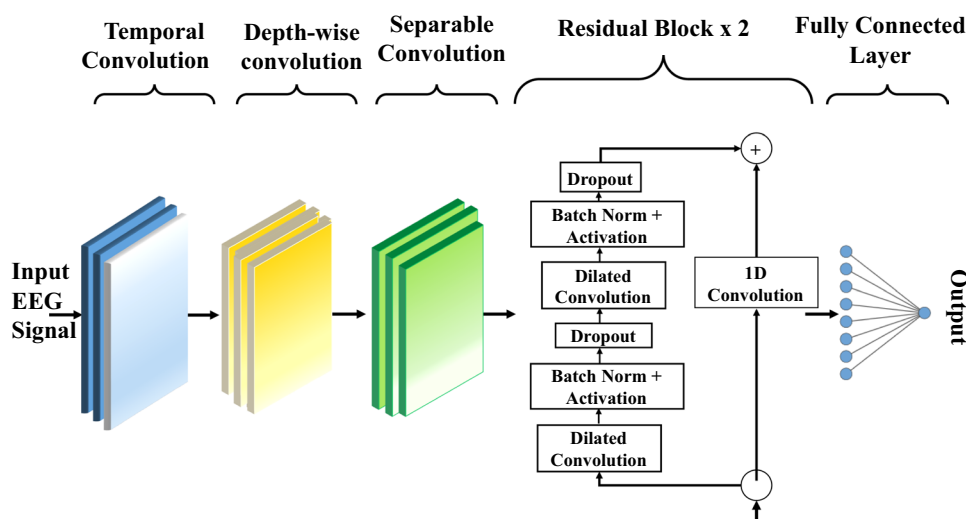 Temporal
Convolution
Depth-wise
convolution
Separable
Convolution
Residual Block x 2
Fully Connected
Layer
Input
EEG
Signal
+
Dropout
Batch Norm +
Activation
Dilated
Convolution
Dropout
Batch Norm +
Activation
Dilated
Convolution
1D
Convolution
Output